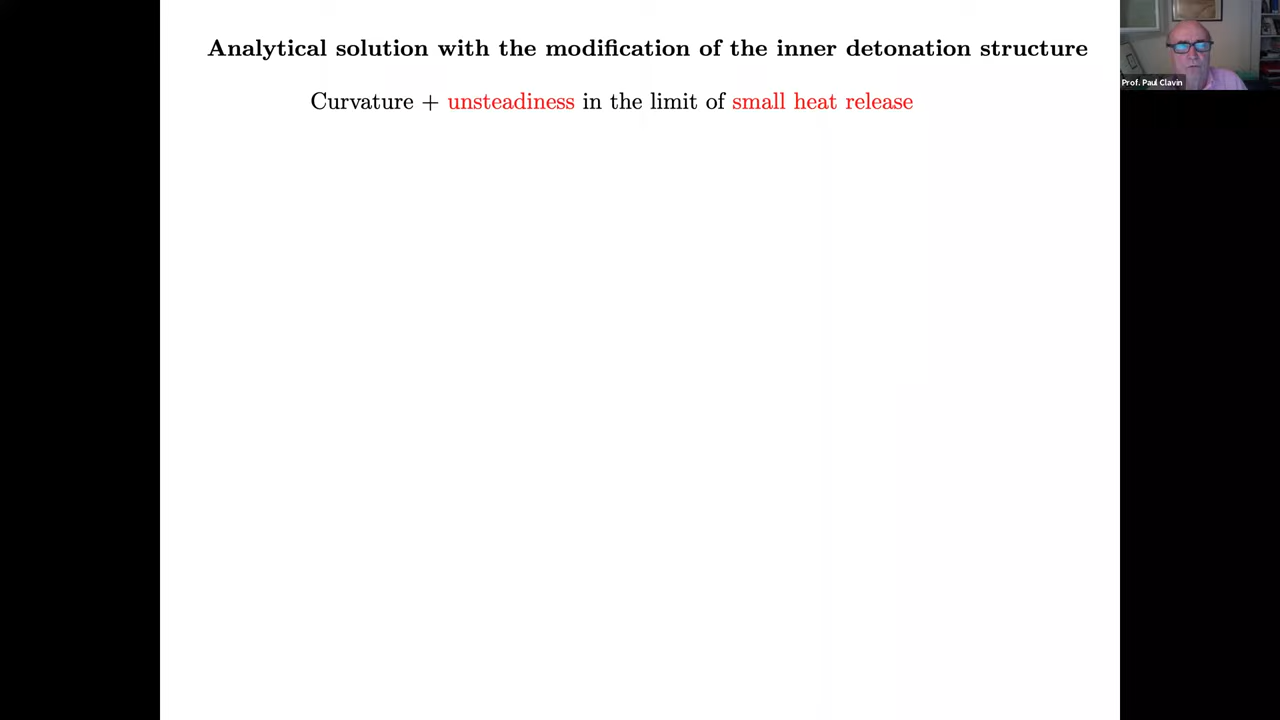 Analytical solution with the modification of the inner detonation structure
Curvature + unsteadiness in the limit of small heat release
Prof. Paul Clavin